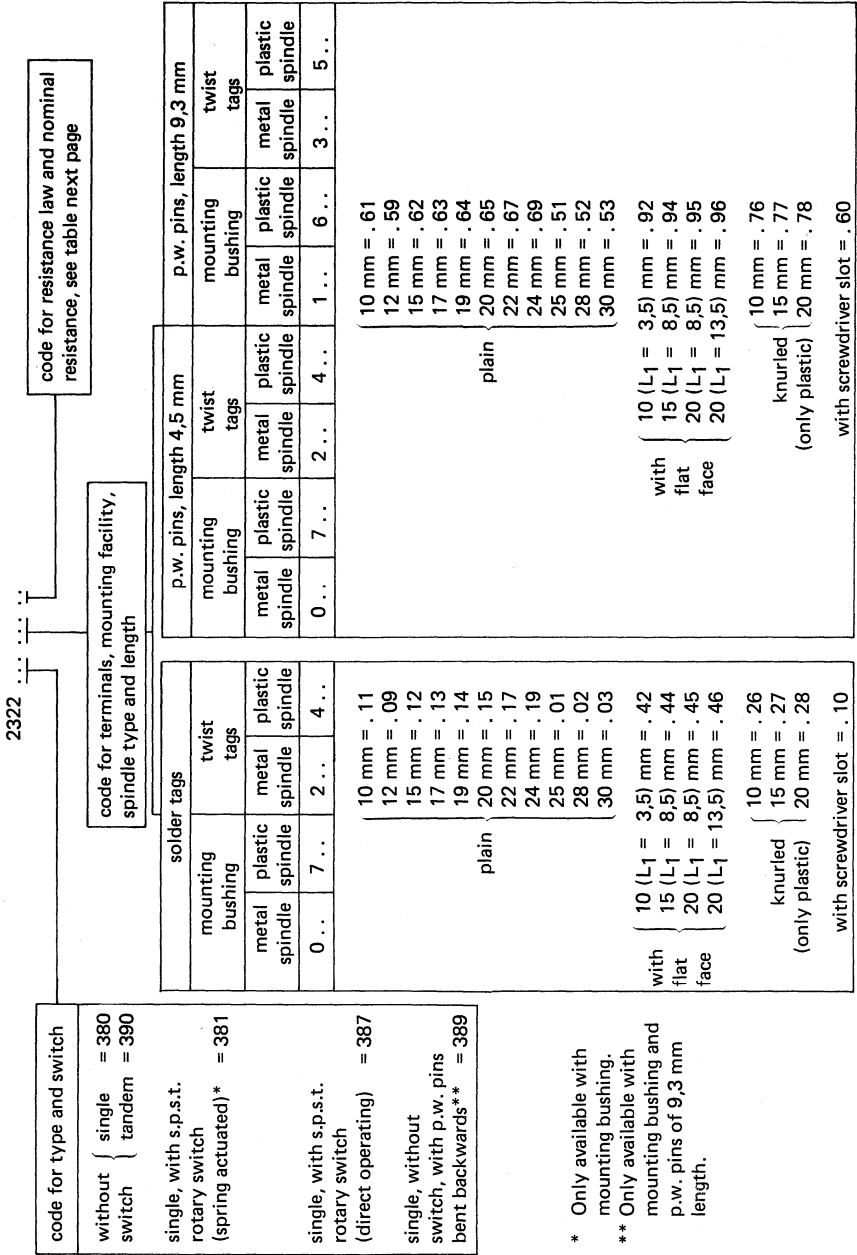 2322 ... ... ..
code for resistance law and nominal
resistance, see table next page
code for terminals, mounting facility,
spindle type and length
code for type and switch
without switch { single = 380
tandem = 390
single, with s.p.s.t.
rotary switch
(spring actuated)* = 381
single, with s.p.s.t.
rotary switch
(direct operating) = 387
single, without
switch, with p.w. pins
bent backwards** = 389
* Only available with
mounting bushing.
** Only available with
mounting bushing and
p.w. pins of 9,3 mm
length.
solder tags
mounting bushing twist tags
metal spindle plastic spindle metal spindle plastic spindle
0 . . 7 . . 2 . . 4 . .
plain
10 mm = . 11
12 mm = . 09
15 mm = . 12
17 mm = . 13
19 mm = . 14
20 mm = . 15
22 mm = . 17
24 mm = . 19
25 mm = . 01
28 mm = . 02
30 mm = . 03
with flat face
10 (L1 = 3,5) mm = . 42
15 (L1 = 8,5) mm = . 44
20 (L1 = 8,5) mm = . 45
20 (L1 = 13,5) mm = . 46
knurled (only plastic)
10 mm = . 26
15 mm = . 27
20 mm = . 28
with screwdriver slot = . 10
p.w. pins, length 4,5 mm p.w. pins, length 9,3 mm
mounting bushing twist tags mounting bushing twist tags
metal spindle plastic spindle metal spindle plastic spindle metal spindle plastic spindle metal spindle plastic spindle
0 . . 7 . . 2 . . 4 . . 1 . . 6 . . 3 . . 5 . .
plain
10 mm = . 61
12 mm = . 59
15 mm = . 62
17 mm = . 63
19 mm = . 64
20 mm = . 65
22 mm = . 67
24 mm = . 69
25 mm = . 51
28 mm = . 52
30 mm = . 53
with flat face
10 (L1 = 3,5) mm = . 92
15 (L1 = 8,5) mm = . 94
20 (L1 = 8,5) mm = . 95
20 (L1 = 13,5) mm = . 96
knurled (only plastic)
10 mm = . 76
15 mm = . 77
20 mm = . 78
with screwdriver slot = . 60